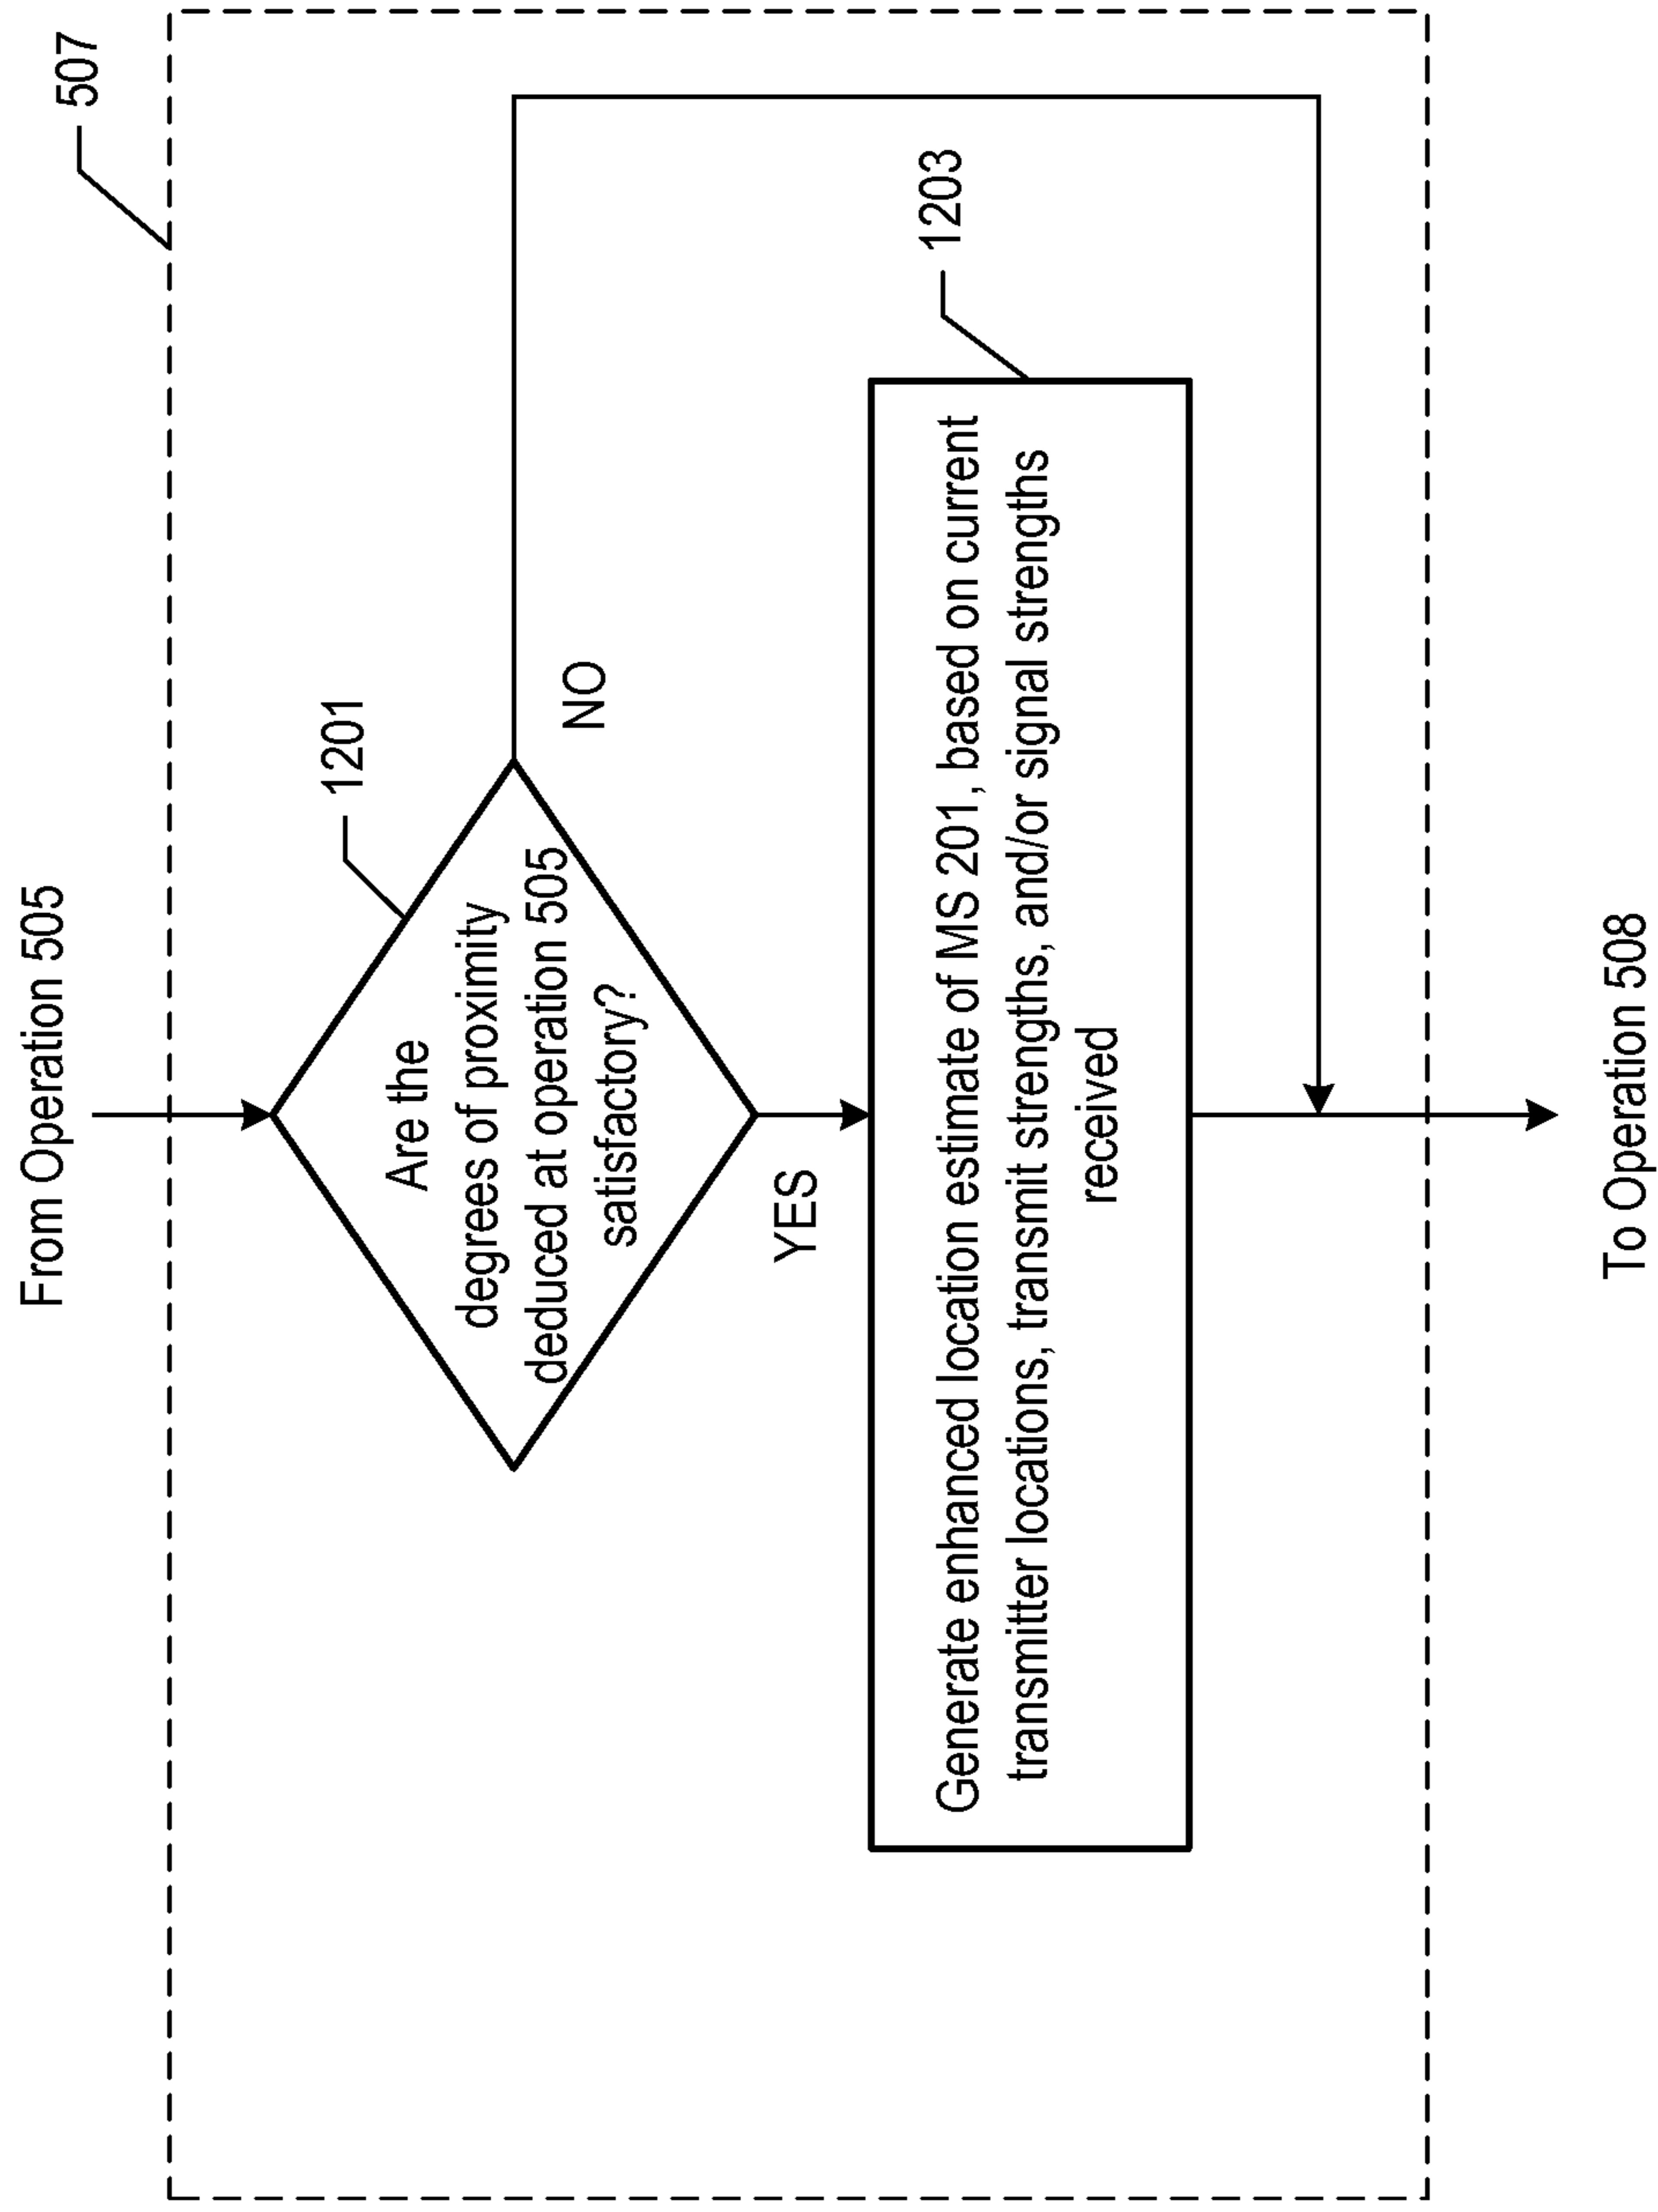 From Operation 505
507
1201
Are the
degrees of proximity
deduced at operation 505
satisfactory?
NO
YES
1203
Generate enhanced location estimate of MS 201, based on current
transmitter locations, transmit strengths, and/or signal strengths
received
To Operation 508